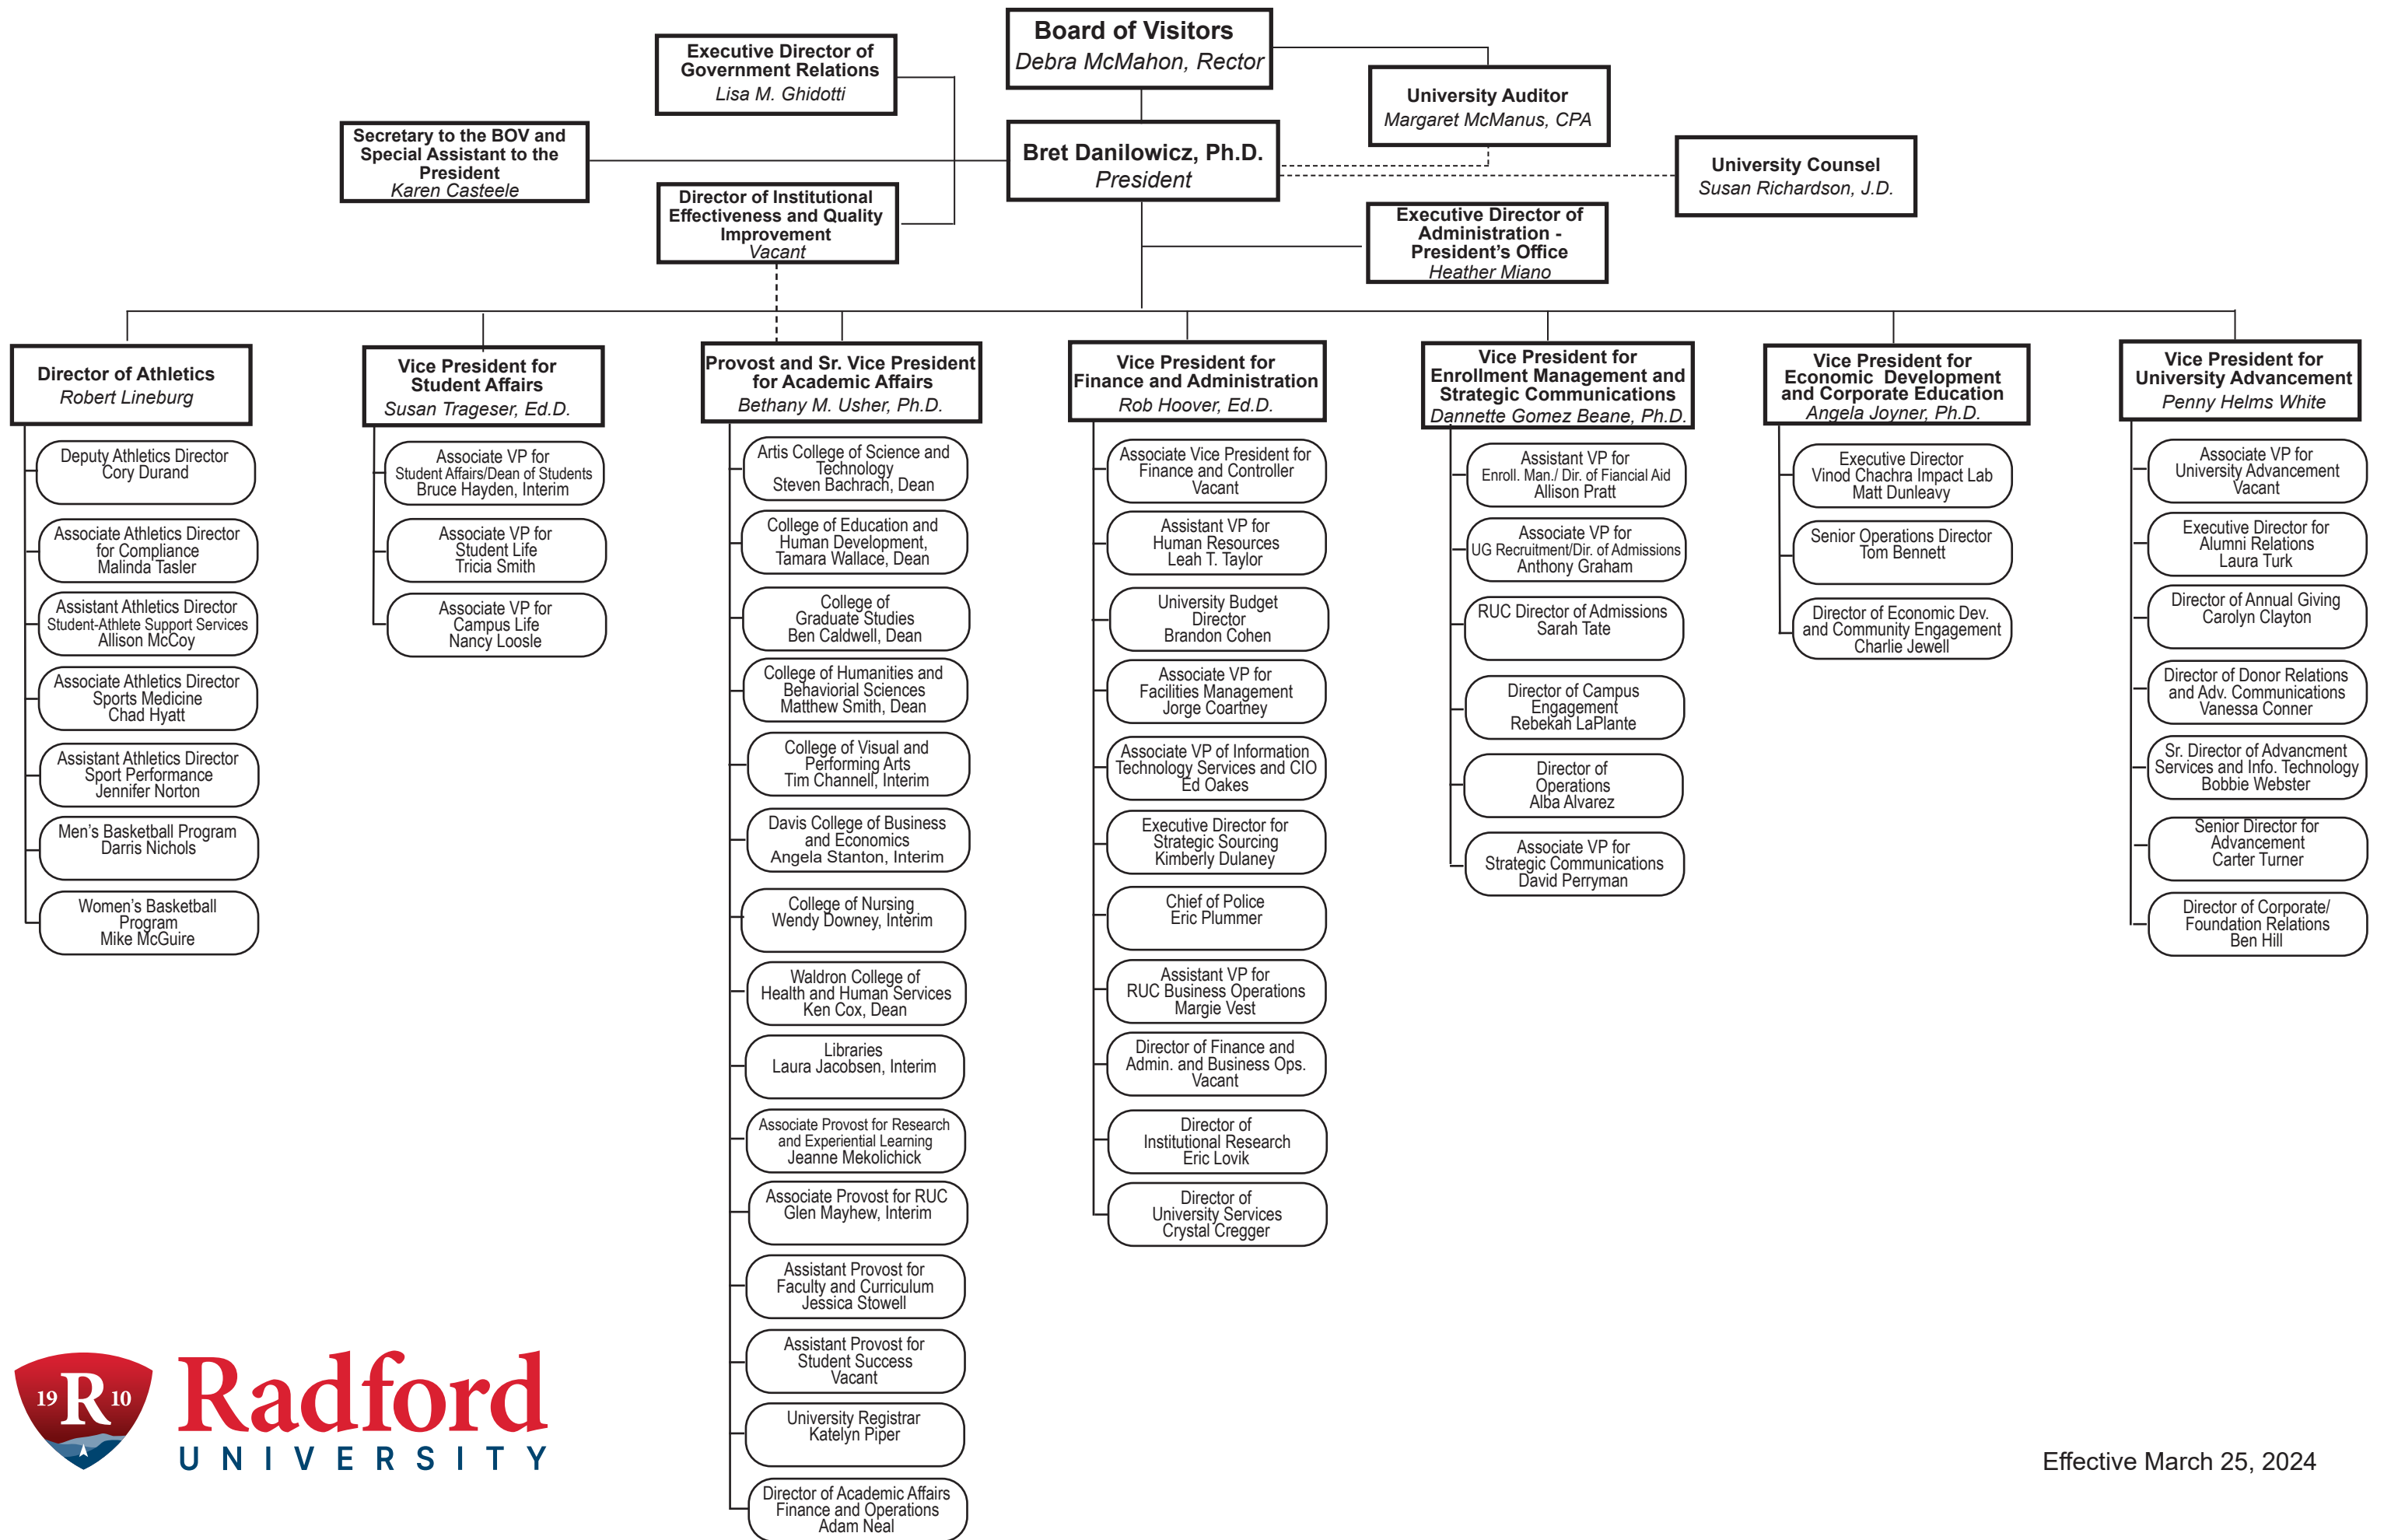 Board of Visitors
Debra McMahon, Rector
Executive Director of
Government Relations
Lisa M. Ghidotti
University Auditor
Margaret McManus, CPA
Secretary to the BOV and
Special Assistant to the
President
Karen Casteele
Bret Danilowicz, Ph.D.
President
University Counsel
Susan Richardson, J.D.
Director of Institutional
Effectiveness and Quality
Improvement
Vacant
Executive Director of
Administration -
President’s Office
Heather Miano
Director of Athletics
Robert Lineburg
Deputy Athletics Director
Cory Durand
Associate Athletics Director
for Compliance
Malinda Tasler
Assistant Athletics Director
Student-Athlete Support Services
Allison McCoy
Associate Athletics Director
Sports Medicine
Chad Hyatt
Assistant Athletics Director
Sport Performance
Jennifer Norton
Men’s Basketball Program
Darris Nichols
Women’s Basketball
Program
Mike McGuire
Vice President for
Student Affairs
Susan Trageser, Ed.D.
Associate VP for
Student Affairs/Dean of Students
Bruce Hayden, Interim
Associate VP for
Student Life
Tricia Smith
Associate VP for
Campus Life
Nancy Loosle
Provost and Sr. Vice President
for Academic Affairs
Bethany M. Usher, Ph.D.
Artis College of Science and
Technology
Steven Bachrach, Dean
College of Education and
Human Development,
Tamara Wallace, Dean
College of
Graduate Studies
Ben Caldwell, Dean
College of Humanities and
Behaviorial Sciences
Matthew Smith, Dean
College of Visual and
Performing Arts
Tim Channell, Interim
Davis College of Business
and Economics
Angela Stanton, Interim
College of Nursing
Wendy Downey, Interim
Waldron College of
Health and Human Services
Ken Cox, Dean
Libraries
Laura Jacobsen, Interim
Associate Provost for Research
and Experiential Learning
Jeanne Mekolichick
Associate Provost for RUC
Glen Mayhew, Interim
Assistant Provost for
Faculty and Curriculum
Jessica Stowell
Assistant Provost for
Student Success
Vacant
University Registrar
Katelyn Piper
Director of Academic Affairs
Finance and Operations
Adam Neal
Vice President for
Finance and Administration
Rob Hoover, Ed.D.
Associate Vice President for
Finance and Controller
Vacant
Assistant VP for
Human Resources
Leah T. Taylor
University Budget
Director
Brandon Cohen
Associate VP for
Facilities Management
Jorge Coartney
Associate VP of Information
Technology Services and CIO
Ed Oakes
Executive Director for
Strategic Sourcing
Kimberly Dulaney
Chief of Police
Eric Plummer
Assistant VP for
RUC Business Operations
Margie Vest
Director of Finance and
Admin. and Business Ops.
Vacant
Director of
Institutional Research
Eric Lovik
Director of
University Services
Crystal Cregger
Vice President for
Enrollment Management and
Strategic Communications
Dannette Gomez Beane, Ph.D.
Assistant VP for
Enroll. Man./ Dir. of Fiancial Aid
Allison Pratt
Associate VP for
UG Recruitment/Dir. of Admissions
Anthony Graham
RUC Director of Admissions
Sarah Tate
Director of Campus
Engagement
Rebekah LaPlante
Director of
Operations
Alba Alvarez
Associate VP for
Strategic Communications
David Perryman
Vice President for
Economic Development
and Corporate Education
Angela Joyner, Ph.D.
Executive Director
Vinod Chachra Impact Lab
Matt Dunleavy
Senior Operations Director
Tom Bennett
Director of Economic Dev.
and Community Engagement
Charlie Jewell
Vice President for
University Advancement
Penny Helms White
Associate VP for
University Advancement
Vacant
Executive Director for
Alumni Relations
Laura Turk
Director of Annual Giving
Carolyn Clayton
Director of Donor Relations
and Adv. Communications
Vanessa Conner
Sr. Director of Advancment
Services and Info. Technology
Bobbie Webster
Senior Director for
Advancement
Carter Turner
Director of Corporate/
Foundation Relations
Ben Hill
19 R 10
Radford
UNIVERSITY
Effective March 25, 2024